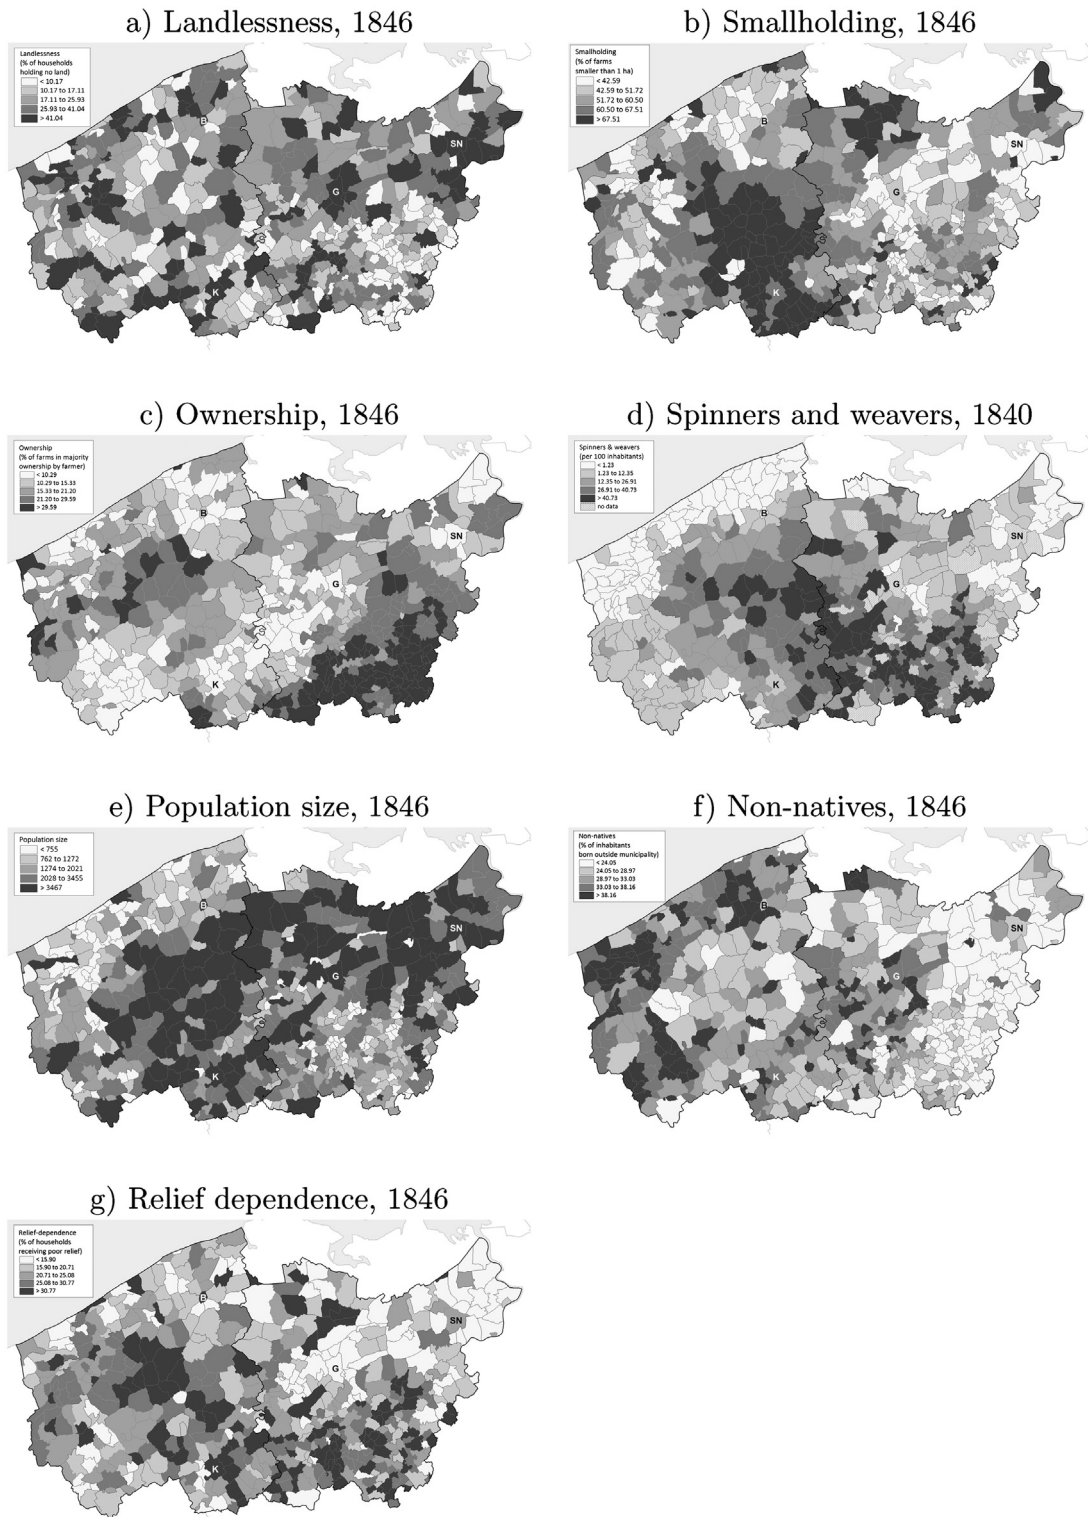 a) Landlessness, 1846
Landlessness
(% of households
holding no land)
< 10.17
10.17 to 17.11
17.11 to 25.93
25.93 to 41.04
> 41.04
B
SN
G
K
b) Smallholding, 1846
Smallholding
(% of farms
smaller than 1 ha)
< 42.59
42.59 to 51.72
51.72 to 60.50
60.50 to 67.51
> 67.51
B
SN
G
K
c) Ownership, 1846
Ownership
(% of farms in majority
ownership by farmer)
< 10.29
10.29 to 15.33
15.33 to 21.20
21.20 to 29.59
> 29.59
B
SN
G
K
d) Spinners and weavers, 1840
Spinners & weavers
(per 100 inhabitants)
< 1.23
1.23 to 12.35
12.35 to 26.91
26.91 to 40.73
> 40.73
no data
B
SN
G
K
e) Population size, 1846
Population size
< 755
762 to 1272
1274 to 2021
2028 to 3455
> 3467
B
SN
G
K
f) Non-natives, 1846
Non-natives
(% of inhabitants
born outside municipality)
< 24.05
24.05 to 28.97
28.97 to 33.03
33.03 to 38.16
> 38.16
B
SN
G
K
g) Relief dependence, 1846
Relief-dependence
(% of households
receiving poor relief)
< 15.90
15.90 to 20.71
20.71 to 25.08
25.08 to 30.77
> 30.77
B
SN
G
K